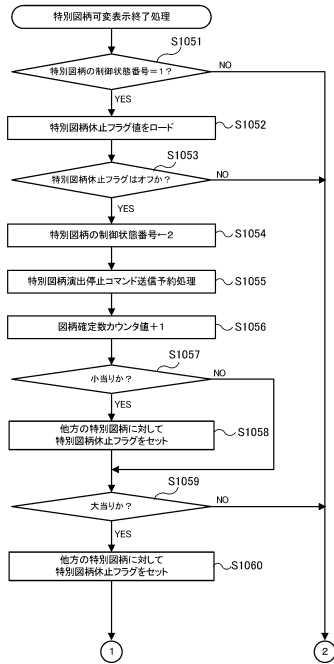 特別図柄可変表示終了処理
S1051
特別図柄の制御状態番号=1?
NO
YES
特別図柄休止フラグ値をロード
S1052
S1053
特別図柄休止フラグはオフか?
NO
YES
特別図柄の制御状態番号←2
S1054
特別図柄演出停止コマンド送信予約処理
S1055
図柄確定数カウンタ値+1
S1056
S1057
小当りか?
NO
YES
他方の特別図柄に対して
特別図柄休止フラグをセット
S1058
S1059
大当りか?
NO
YES
他方の特別図柄に対して
特別図柄休止フラグをセット
S1060
1
2